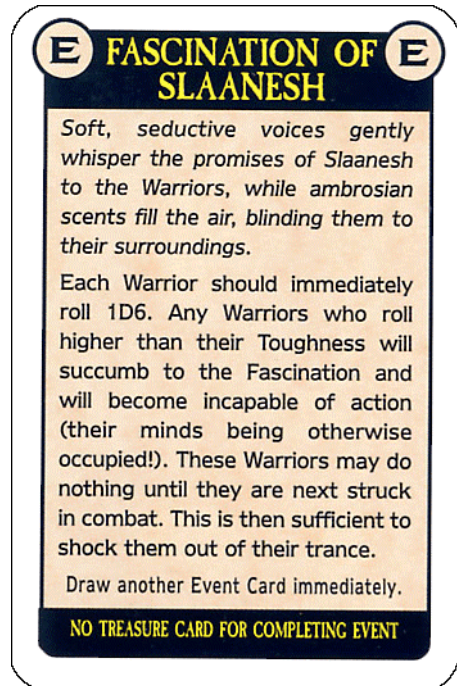 E FASCINATION OF E
SLAANESH
Soft, seductive voices gently
whisper the promises of Slaanesh
to the Warriors, while ambrosian
scents fill the air, blinding them to
their surroundings.
Each Warrior should immediately
roll 1D6. Any Warriors who roll
higher than their Toughness will
succumb to the Fascination and
will become incapable of action
(their minds being otherwise
occupied!). These Warriors may do
nothing until they are next struck
in combat. This is then sufficient to
shock them out of their trance.
Draw another Event Card immediately.
NO TREASURE CARD FOR COMPLETING EVENT